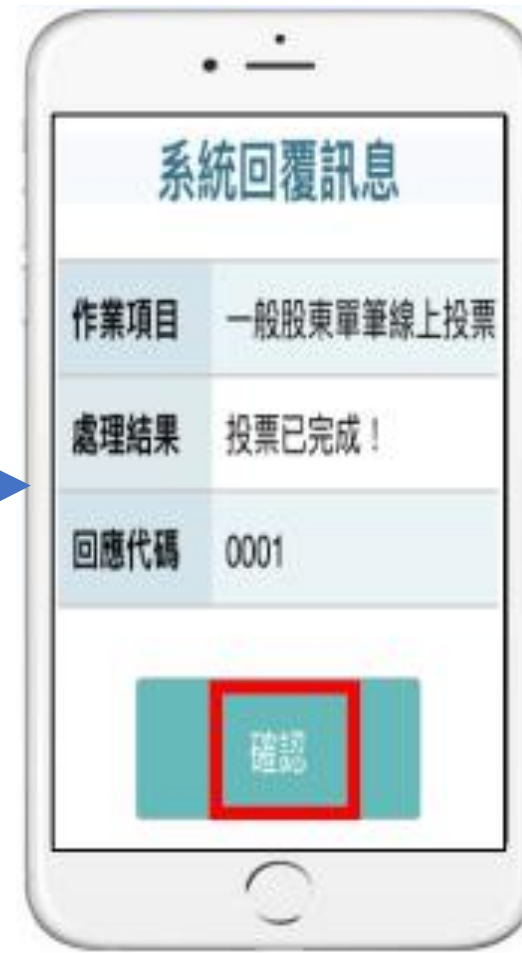 系統回覆訊息
作業項目 一般股東單筆線上投票
處理結果 投票已完成！
回應代碼 0001
確認